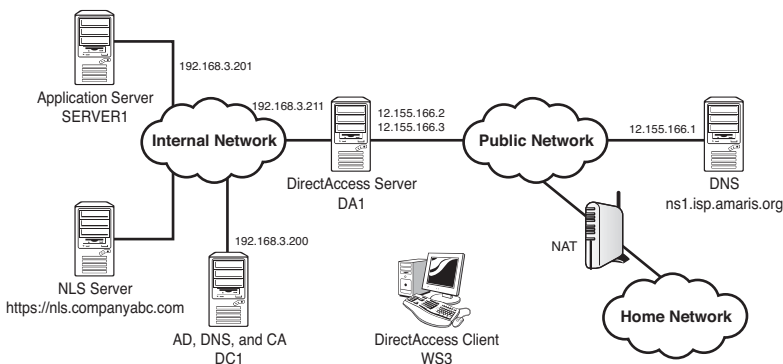 192.168.3.201
Application Server
SERVER1
192.168.3.211
12.155.166.2
12.155.166.3
Internal Network
Public Network
12.155.166.1
DirectAccess Server
DA1
DNS
ns1.isp.amaris.org
NAT
192.168.3.200
NLS Server
https://nls.companyabc.com
AD, DNS, and CA
DC1
DirectAccess Client
WS3
Home Network